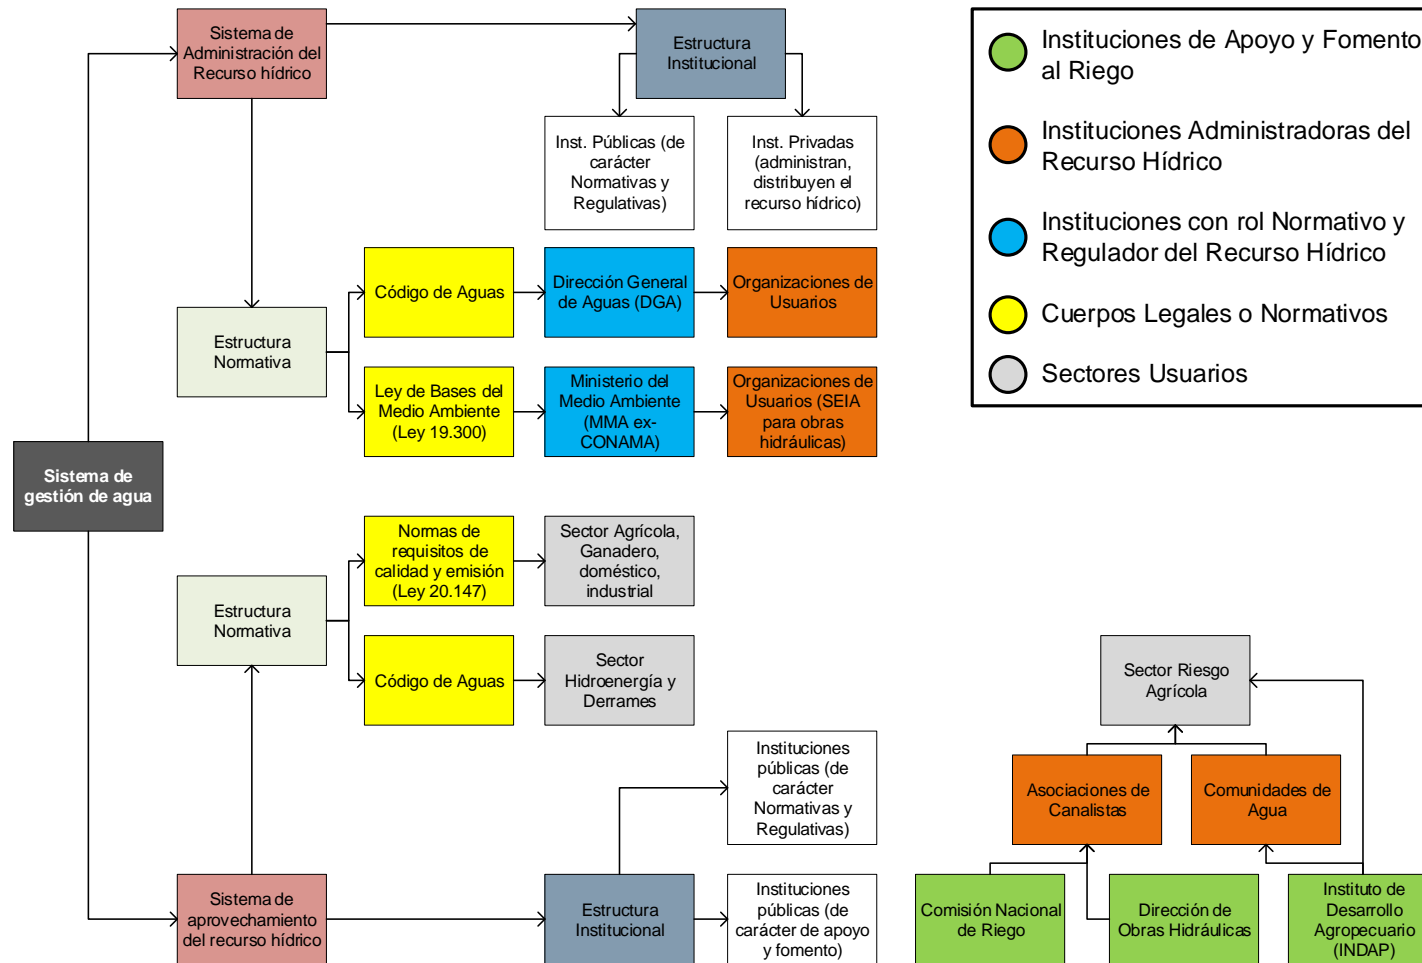 Sistema de
Administración del
Recurso hídrico
Estructura
Institucional
Inst. Públicas (de
carácter
Normativas y
Regulativas)
Inst. Privadas
(administran,
distribuyen el
recurso hídrico)
Código de Aguas
Dirección General
de Aguas (DGA)
Organizaciones de
Usuarios
Estructura
Normativa
Ley de Bases del
Medio Ambiente
(Ley 19.300)
Ministerio del
Medio Ambiente
(MMA ex-
CONAMA)
Organizaciones de
Usuarios (SEIA
para obras
hidráulicas)
Sistema de
gestión de agua
Normas de
requisitos de
calidad y emisión
(Ley 20.147)
Sector Agrícola,
Ganadero,
doméstico,
industrial
Estructura
Normativa
Código de Aguas
Sector
Hidroenergía y
Derrames
Instituciones
públicas (de
carácter
Normativas y
Regulativas)
Sistema de
aprovechamiento
del recurso hídrico
Estructura
Institucional
Instituciones
públicas (de
carácter de apoyo
y fomento)
Instituciones de Apoyo y Fomento
al Riego
Instituciones Administradoras del
Recurso Hídrico
Instituciones con rol Normativo y
Regulador del Recurso Hídrico
Cuerpos Legales o Normativos
Sectores Usuarios
Sector Riesgo
Agrícola
Asociaciones de
Canalistas
Comunidades de
Agua
Comisión Nacional
de Riego
Dirección de
Obras Hidráulicas
Instituto de
Desarrollo
Agropecuario
(INDAP)